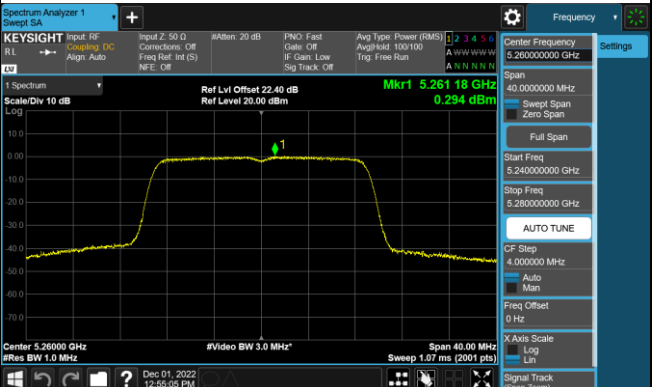 Spectrum Analyzer 1
Swept SA
+
Frequency
KEYSIGHT
RL
LXI
Input: RF
Coupling: DC
Align: Auto
Input Z: 50 Ω
Corrections: Off
Freq Ref: Int (S)
NFE: Off
#Atten: 20 dB
PNO: Fast
Gate: Off
IF Gain: Low
Sig Track: Off
Avg Type: Power (RMS)
Avg|Hold: 100/100
Trig: Free Run
1 2 3 4 5 6
A W W W W W
A N N N N N
1 Spectrum
Scale/Div 10 dB
Log
Ref Lvl Offset 22.40 dB
Ref Level 20.00 dBm
Mkr1 5.261 18 GHz
0.294 dBm
1
10.0
0.00
-10.0
-20.0
-30.0
-40.0
-50.0
-60.0
-70.0
Center 5.26000 GHz
#Res BW 1.0 MHz
#Video BW 3.0 MHz*
Span 40.00 MHz
Sweep 1.07 ms (2001 pts)
Center Frequency
5.260000000 GHz
Span
40.0000000 MHz
Swept Span
Zero Span
Full Span
Start Freq
5.240000000 GHz
Stop Freq
5.280000000 GHz
AUTO TUNE
CF Step
4.000000 MHz
Auto
Man
Freq Offset
0 Hz
X Axis Scale
Log
Lin
Signal Track
(Span Zoom)
Settings
?
Dec 01, 2022
12:55:05 PM